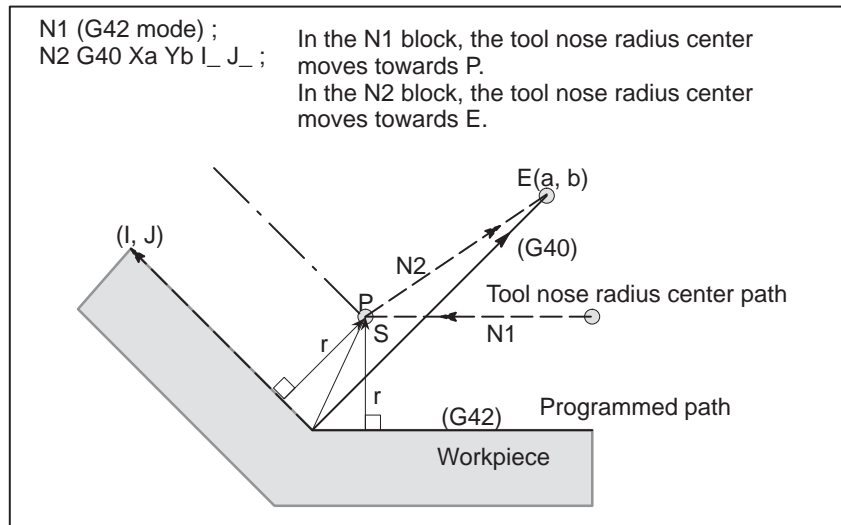 N1 (G42 mode) ;
N2 G40 Xa Yb I_ J_ ;
In the N1 block, the tool nose radius center
moves towards P.
In the N2 block, the tool nose radius center
moves towards E.
E(a, b)
(I, J)
(G40)
N2
P
Tool nose radius center path
S
N1
r
r
(G42)
Programmed path
Workpiece